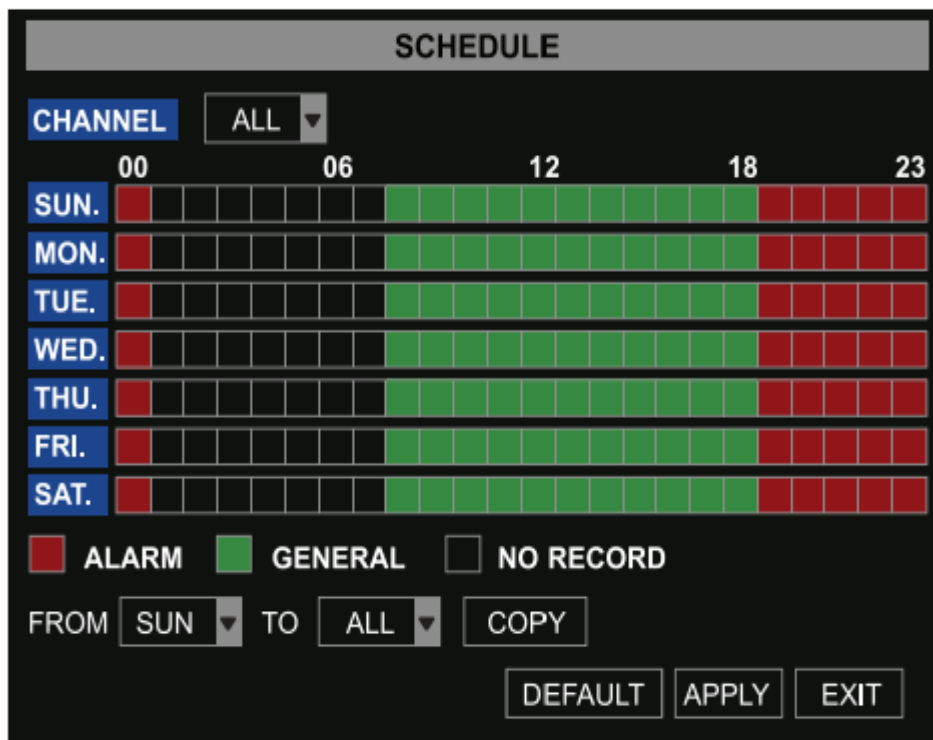 SCHEDULE
CHANNEL ALL
00 06 12 18 23
SUN.
MON.
TUE.
WED.
THU.
FRI.
SAT.
ALARM GENERAL NO RECORD
FROM SUN TO ALL COPY
DEFAULT APPLY EXIT